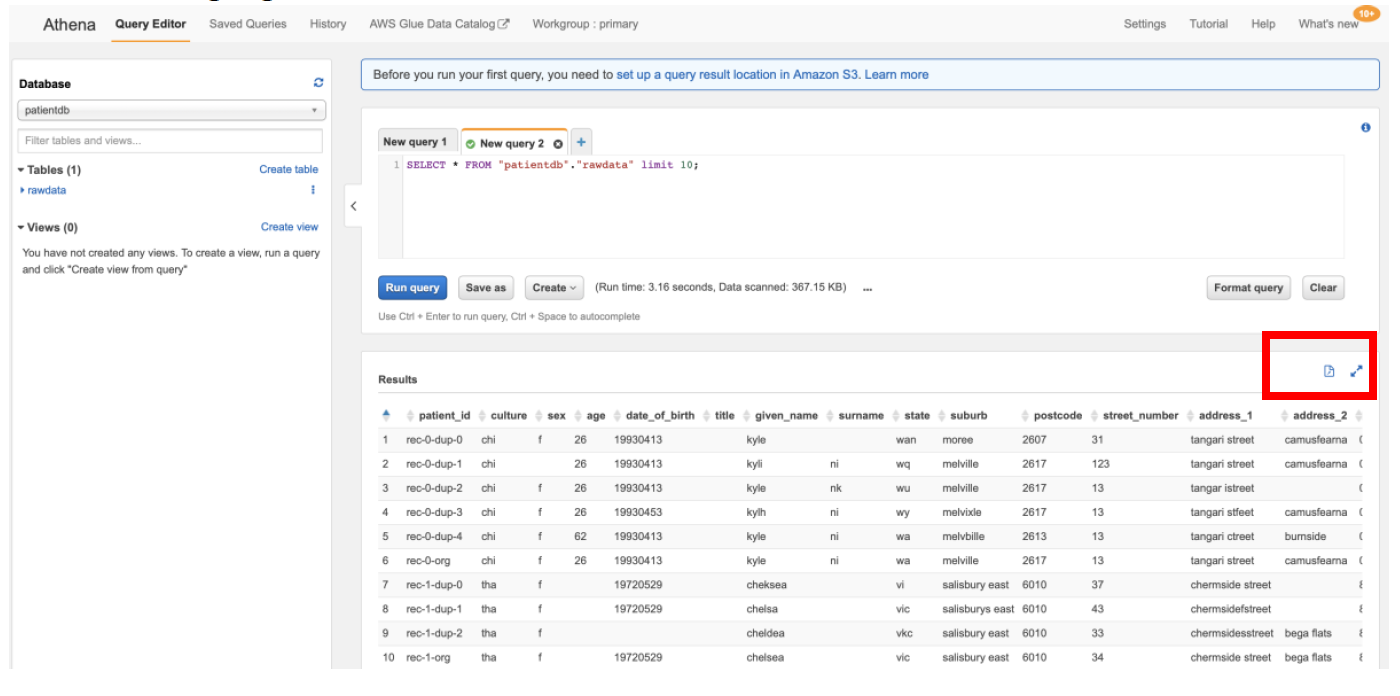 Athena Query Editor Saved Queries History AWS Glue Data Catalog Workgroup : primary Settings Tutorial Help What's new 10+
Database
patientdb
Filter tables and views...
Tables (1) Create table
rawdata
Views (0) Create view
You have not created any views. To create a view, run a query
and click "Create view from query"
Before you run your first query, you need to set up a query result location in Amazon S3. Learn more
New query 1 New query 2 +
1 SELECT * FROM "patientdb"."rawdata" limit 10;
Run query Save as Create (Run time: 3.16 seconds, Data scanned: 367.15 KB) ... Format query Clear
Use Ctrl + Enter to run query, Ctrl + Space to autocomplete
Results
patient_id culture sex age date_of_birth title given_name surname state suburb postcode street_number address_1 address_2
1 rec-0-dup-0 chi f 26 19930413 kyle wan moree 2607 31 tangari street camusfearna
2 rec-0-dup-1 chi 26 19930413 kyli ni wq melville 2617 123 tangari street camusfearna
3 rec-0-dup-2 chi f 26 19930413 kyle nk wu melville 2617 13 tangar istreet
4 rec-0-dup-3 chi f 26 19930453 kylh ni wy melvixle 2617 13 tangari stfeet camusfearna
5 rec-0-dup-4 chi f 62 19930413 kyle ni wa melvbille 2613 13 tangari ctreet burnside
6 rec-0-org chi f 26 19930413 kyle ni wa melville 2617 13 tangari street camusfearna
7 rec-1-dup-0 tha f 19720529 cheksea vi salisbury east 6010 37 chermside street
8 rec-1-dup-1 tha f 19720529 chelsa vic salisburys east 6010 43 chermsidefstreet
9 rec-1-dup-2 tha f cheldea vkc salisbury east 6010 33 chermsidesstreet bega flats
10 rec-1-org tha f 19720529 chelsea vic salisbury east 6010 34 chermside street bega flats